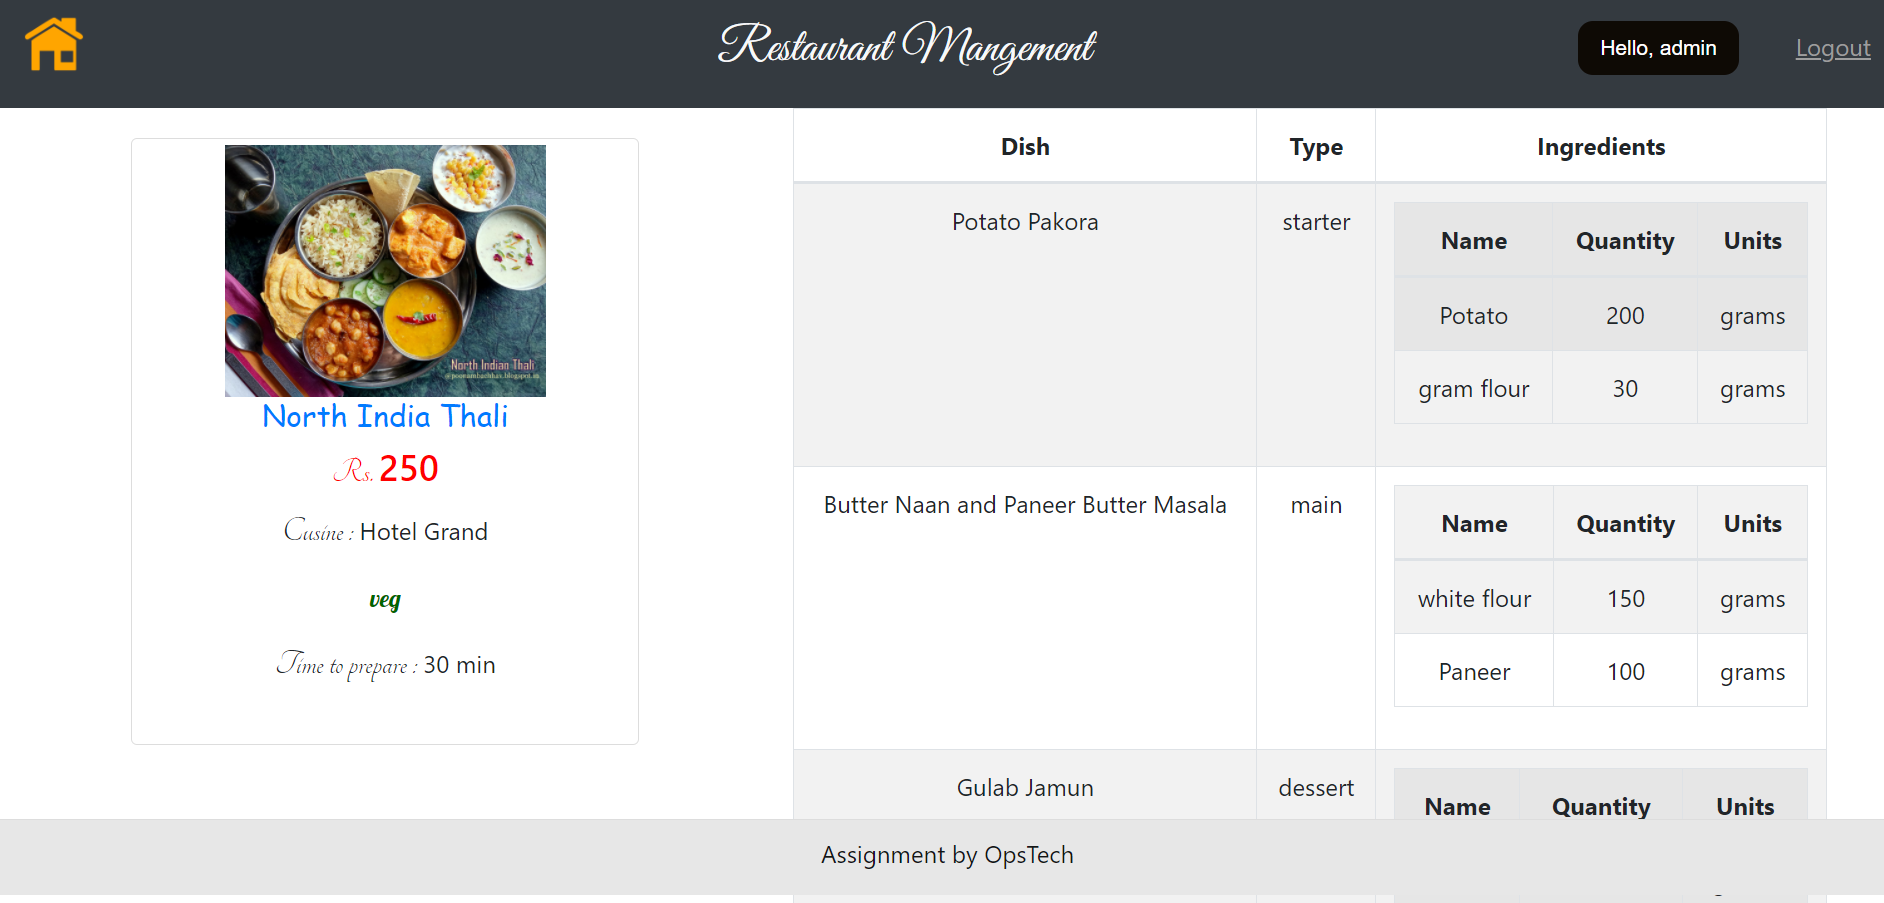 Restaurant Mangement
Hello, admin
Logout
North Indian Thali
North India Thali
Rs. 250
Cusine : Hotel Grand
veg
Time to prepare : 30 min
Dish Type Ingredients
Potato Pakora starter
Name Quantity Units
Potato 200 grams
gram flour 30 grams
Butter Naan and Paneer Butter Masala main
Name Quantity Units
white flour 150 grams
Paneer 100 grams
Gulab Jamun dessert
Name Quantity Units
Assignment by OpsTech